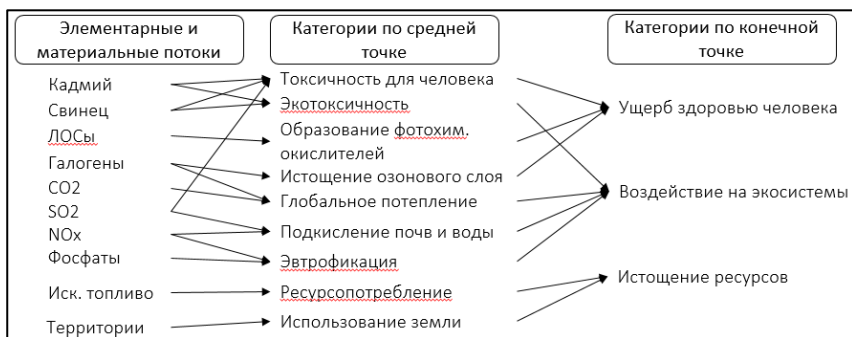 Элементарные и
материальные потоки
Категории по средней
точке
Категории по конечной
точке
Кадмий
Свинец
ЛОСы
Галогены
CO2
SO2
NOx
Фосфаты
Иск. топливо
Территории
Токсичность для человека
Экотоксичность
Образование фотохим.
окислителей
Истощение озонового слоя
Глобальное потепление
Подкисление почв и воды
Эвтрофикация
Ресурсопотребление
Использование земли
Ущерб здоровью человека
Воздействие на экосистемы
Истощение ресурсов